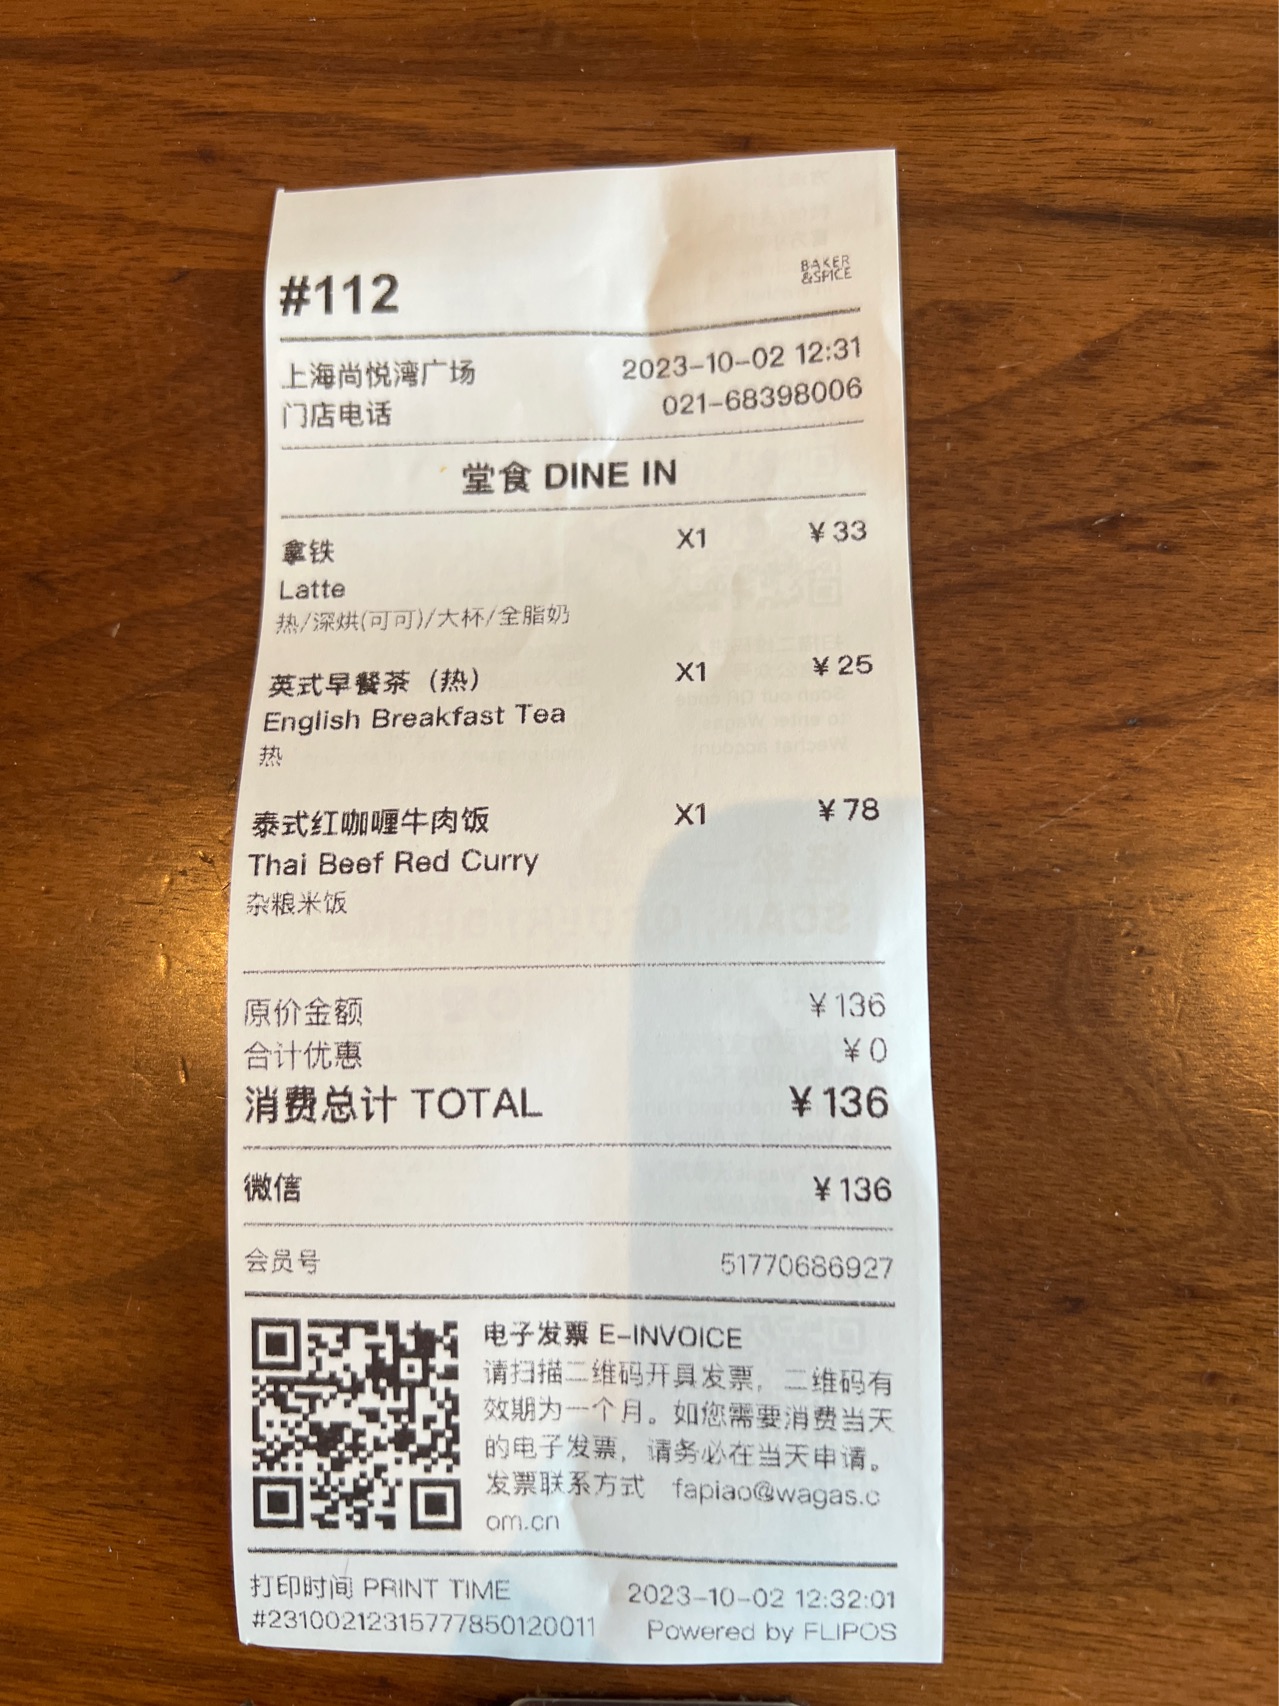 #112
BAKER
&SPICE
上海尚悦湾广场 2023-10-02 12:31
门店电话 021-68398006
堂食 DINE IN
拿铁 X1 ¥33
Latte
热/深烘(可可)/大杯/全脂奶
英式早餐茶（热） X1 ¥25
English Breakfast Tea
热
泰式红咖喱牛肉饭 X1 ¥78
Thai Beef Red Curry
杂粮米饭
原价金额 ¥136
合计优惠 ¥0
消费总计 TOTAL ¥136
微信 ¥136
会员号 51770686927
电子发票 E-INVOICE
请扫描二维码开具发票，二维码有
效期为一个月。如您需要消费当天
的电子发票，请务必在当天申请。
发票联系方式 fapiao@wagas.c
om.cn
打印时间 PRINT TIME 2023-10-02 12:32:01
#23100212315777850120011 Powered by FLIPOS